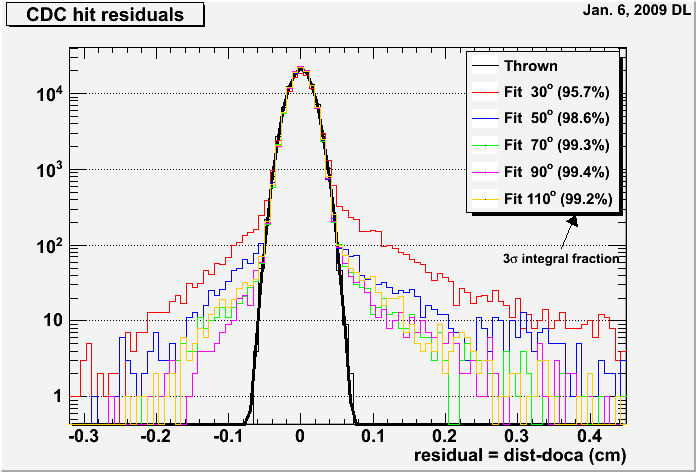 CDC hit residuals
Jan. 6, 2009 DL
Thrown
Fit 30° (95.7%)
Fit 50° (98.6%)
Fit 70° (99.3%)
Fit 90° (99.4%)
Fit 110° (99.2%)
3σ integral fraction
10⁴
10³
10²
10
1
-0.3 -0.2 -0.1 0 0.1 0.2 0.3 0.4
residual = dist-doca (cm)